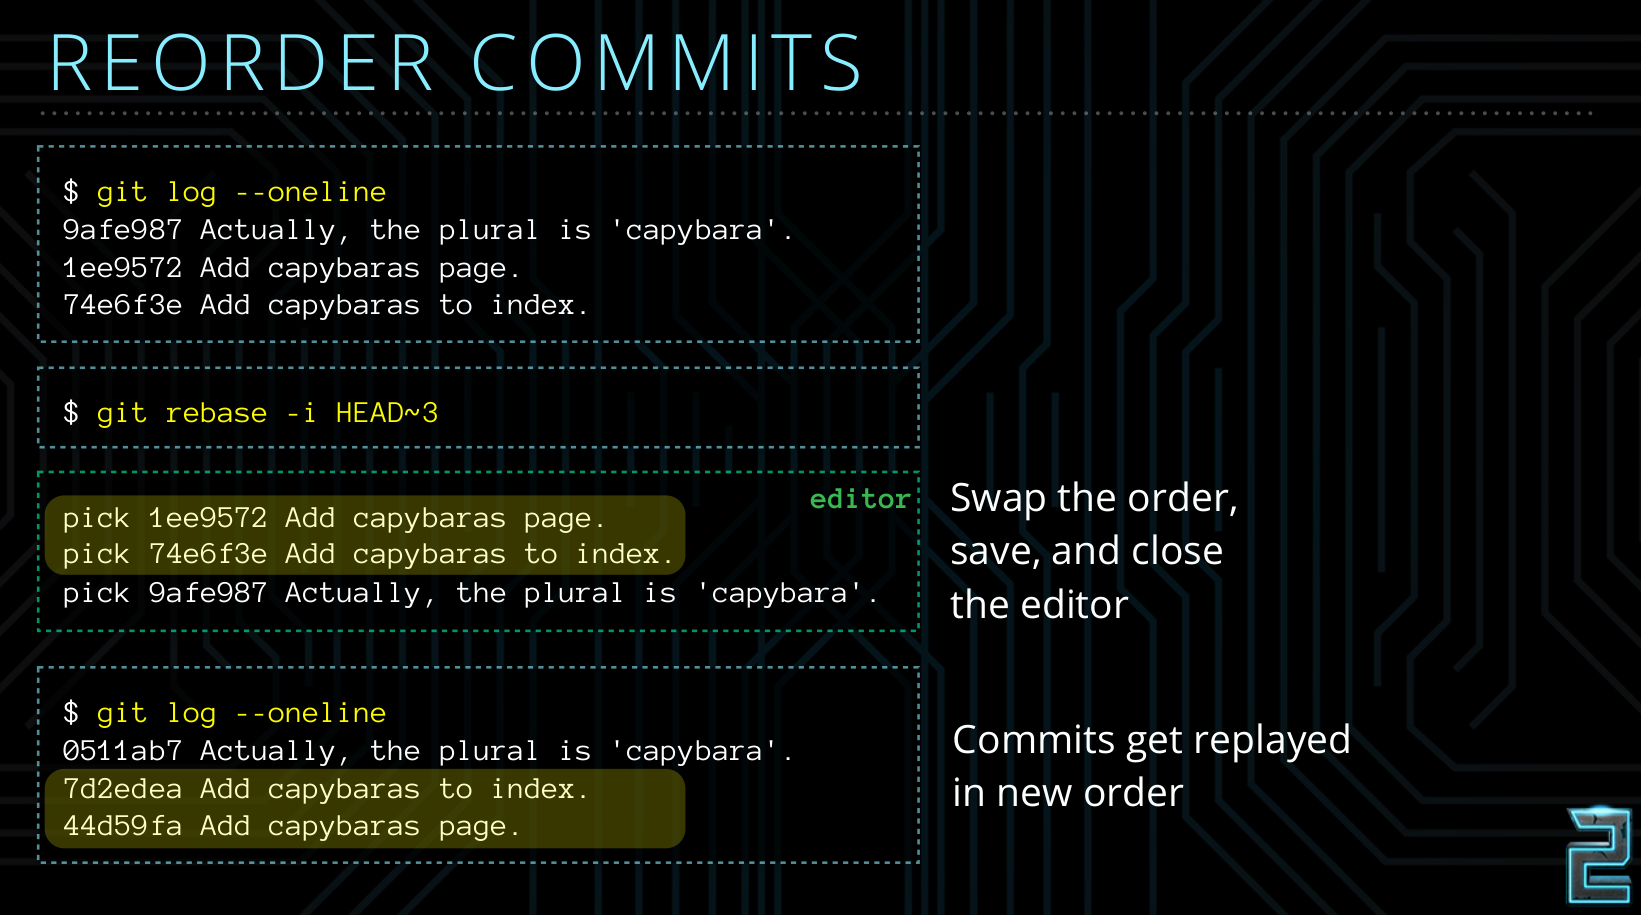 REORDER COMMITS
$ git log --oneline
9afe987 Actually, the plural is 'capybara'.
1ee9572 Add capybaras page.
74e6f3e Add capybaras to index.
$ git rebase -i HEAD~3
editor
pick 1ee9572 Add capybaras page.
pick 74e6f3e Add capybaras to index.
pick 9afe987 Actually, the plural is 'capybara'.
Swap the order,
save, and close
the editor
$ git log --oneline
0511ab7 Actually, the plural is 'capybara'.
7d2edea Add capybaras to index.
44d59fa Add capybaras page.
Commits get replayed
in new order
2